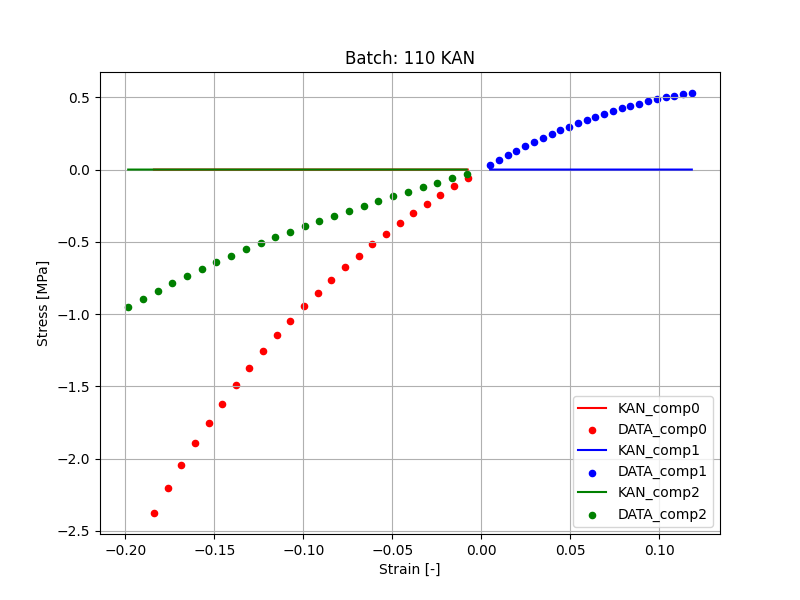 Batch: 110 KAN
0.5
0.0
−0.5
−1.0
−1.5
−2.0
−2.5
Stress [MPa]
KAN_comp0
DATA_comp0
KAN_comp1
DATA_comp1
KAN_comp2
DATA_comp2
−0.20 −0.15 −0.10 −0.05 0.00 0.05 0.10
Strain [-]